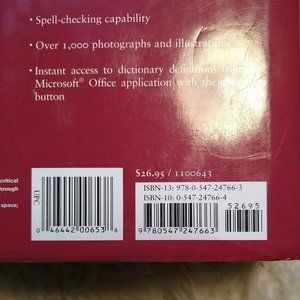 • Spell-checking capability
• Over 1,000 photographs and illustrations
• Instant access to dictionary definitions from
Microsoft® Office application with the
button
critical
through
space;
$26.95 / 1100643
ISBN-13: 978-0-547-24766-3
ISBN-10: 0-547-24766-4
UPC
0 46442 00653 8
52695
9 780547 247663